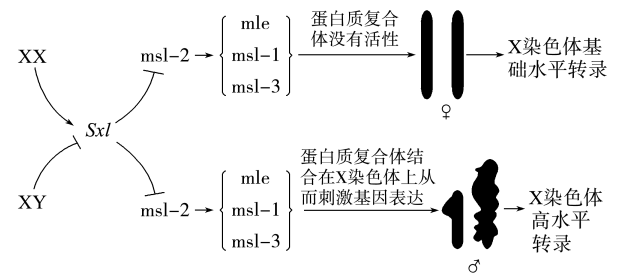 XX
XY
Sxl
msl-2
mle
msl-1
msl-3
蛋白质复合
体没有活性
♀
X染色体基
础水平转录
msl-2
mle
msl-1
msl-3
蛋白质复合体结
合在X染色体上从
而刺激基因表达
♂
X染色体
高水平
转录